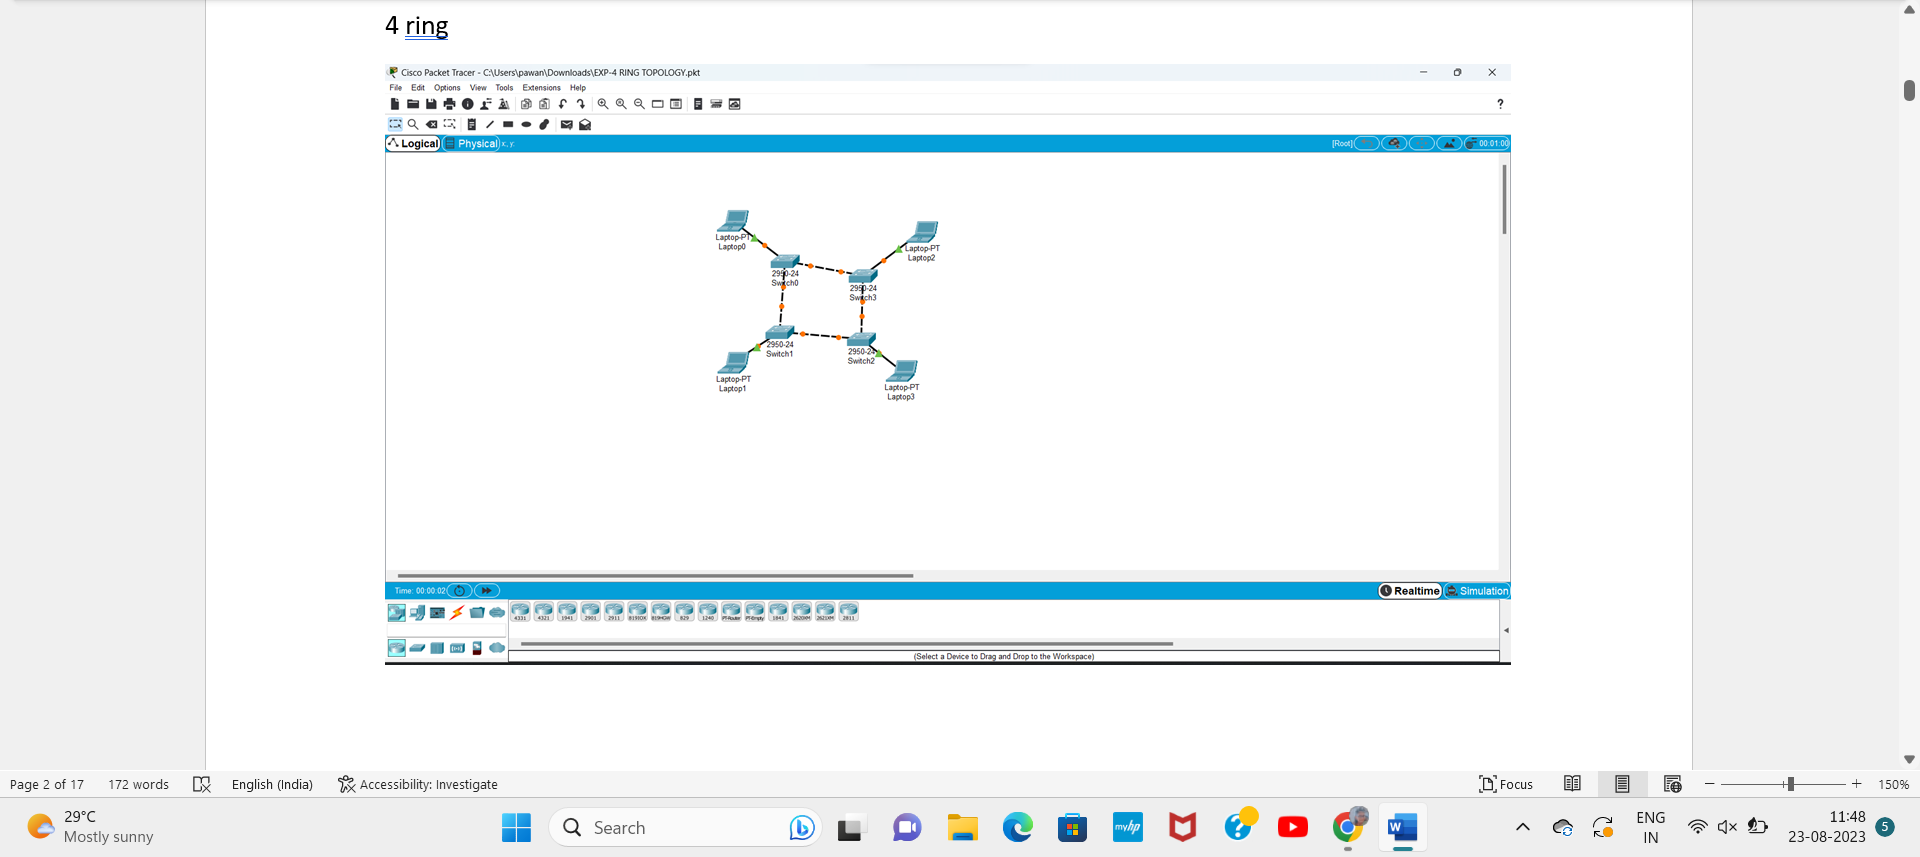 4 ring
Cisco Packet Tracer - C:\Users\pawan\Downloads\EXP-4 RING TOPOLOGY.pkt
File Edit Options View Tools Extensions Help
?
Logical Physical x, y:
[Root] 00:01:00
Laptop-PT
Laptop0
Laptop-PT
Laptop2
2950-24
Switch0
2950-24
Switch3
2950-24
Switch1
2950-24
Switch2
Laptop-PT
Laptop1
Laptop-PT
Laptop3
Time: 00:00:02
Realtime Simulation
4331 4321 1941 2901 2911 819IOX 819HGW 829 1240 PT-Router PT-Empty 1841 2620XM 2621XM 2811
(Select a Device to Drag and Drop to the Workspace)
Page 2 of 17 172 words English (India) Accessibility: Investigate Focus 150%
29°C
Mostly sunny
Search
myhp
W
ENG
IN
11:48
23-08-2023
5